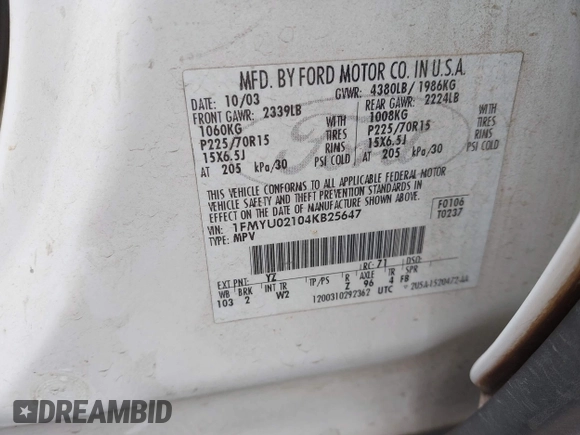 MFD. BY FORD MOTOR CO. IN U.S.A.
DATE: 10/03 GVWR: 4380LB/ 1986KG
FRONT GAWR: 2339LB REAR GAWR: 2224LB
1060KG WITH 1008KG WITH
P225/70R15 TIRES P225/70R15 TIRES
15X6.5J RIMS 15X6.5J RIMS
AT 205 kPa/30 PSI COLD AT 205 kPa/30 PSI COLD
THIS VEHICLE CONFORMS TO ALL APPLICABLE FEDERAL MOTOR
VEHICLE SAFETY AND THEFT PREVENTION STANDARDS IN
EFFECT ON THE DATE OF MANUFACTURE SHOWN ABOVE.
VIN: 1FMYU02104KB25647 F0106
TYPE: MPV T0237
EXT PNT: YZ RC: 71 DSO:
WB BRK INT TR TP/PS R AXLE TR SPR
103 2 W2 Z 96 4 FB
1200310292362 UTC
Ford
DREAMBID